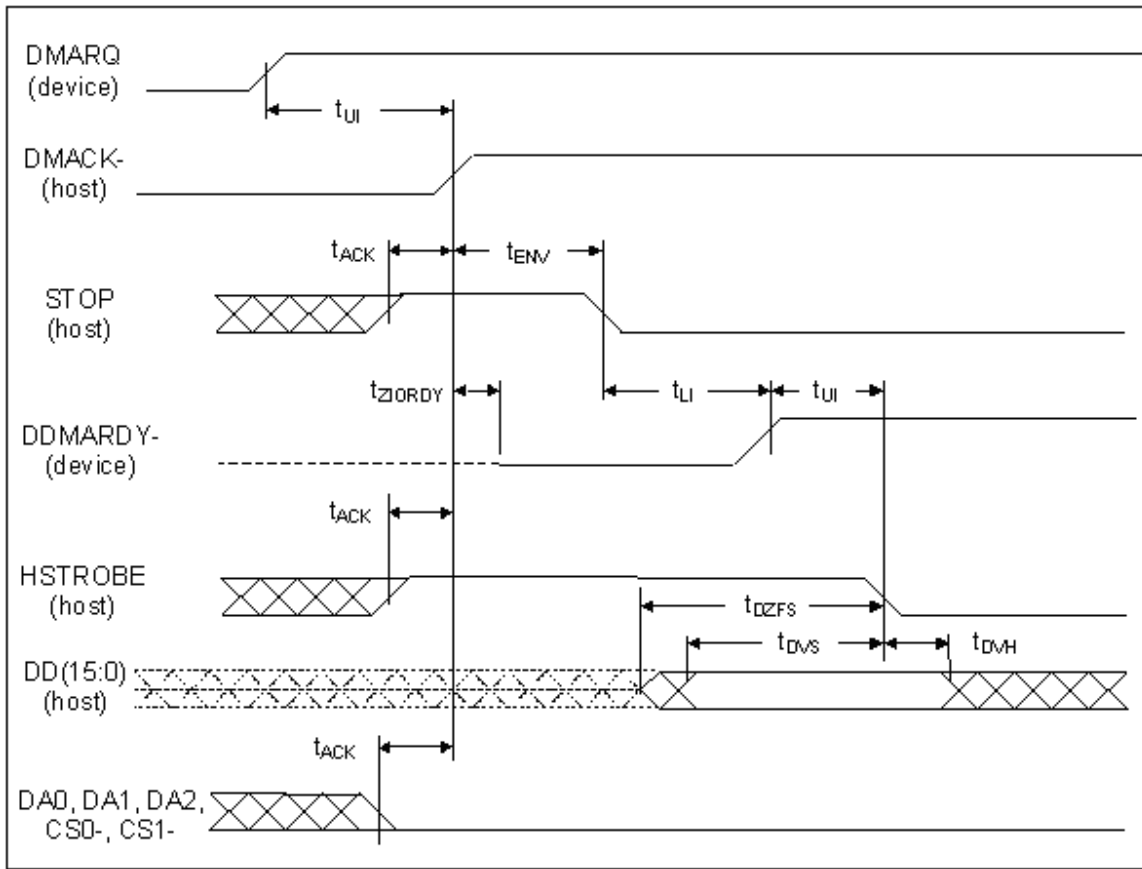 DMARQ
(device)
tUI
DMACK-
(host)
tACK
tENV
STOP
(host)
tZIORDY
tLI
tUI
DDMARDY-
(device)
tACK
HSTROBE
(host)
tDZFS
tDVS
tDVH
DD(15:0)
(host)
tACK
DA0, DA1, DA2,
CS0-, CS1-